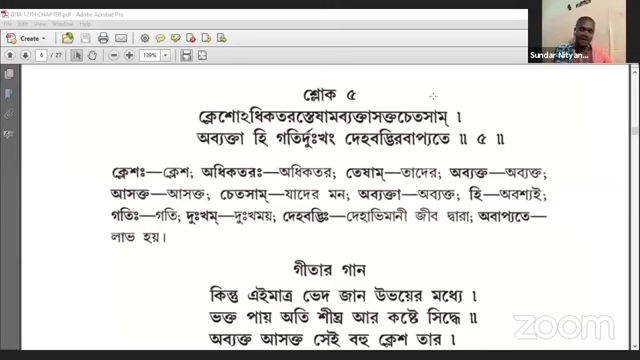 GITA 12TH CHAPTER.pdf - Adobe Acrobat Pro
File Edit View Window Help
Create
6 / 27
139%
Sundar Nityan...
শ্লোক ৫
ক্লেশোঽধিকতরস্তেষামব্যক্তাসক্তচেতসাম্ ।
অব্যক্তা হি গতির্দুঃখং দেহবদ্ভিরবাপ্যতে ॥ ৫ ॥
ক্লেশঃ—ক্লেশ; অধিকতরঃ—অধিকতর; তেষাম্—তাদের; অব্যক্ত—অব্যক্ত;
আসক্ত—আসক্ত; চেতসাম্—যাদের মন; অব্যক্তা—অব্যক্ত; হি—অবশ্যই;
গতিঃ—গতি; দুঃখম্—দুঃখময়; দেহবদ্ভিঃ—দেহাভিমানী জীব দ্বারা; অবাপ্যতে—
লাভ হয়।
গীতার গান
কিন্তু এইমাত্র ভেদ জান উভয়ের মধ্যে ।
ভক্ত পায় অতি শীঘ্র আর কষ্টে সিদ্ধে ॥
অব্যক্ত আসক্ত সেই বহু ক্লেশ তার ।
zoom